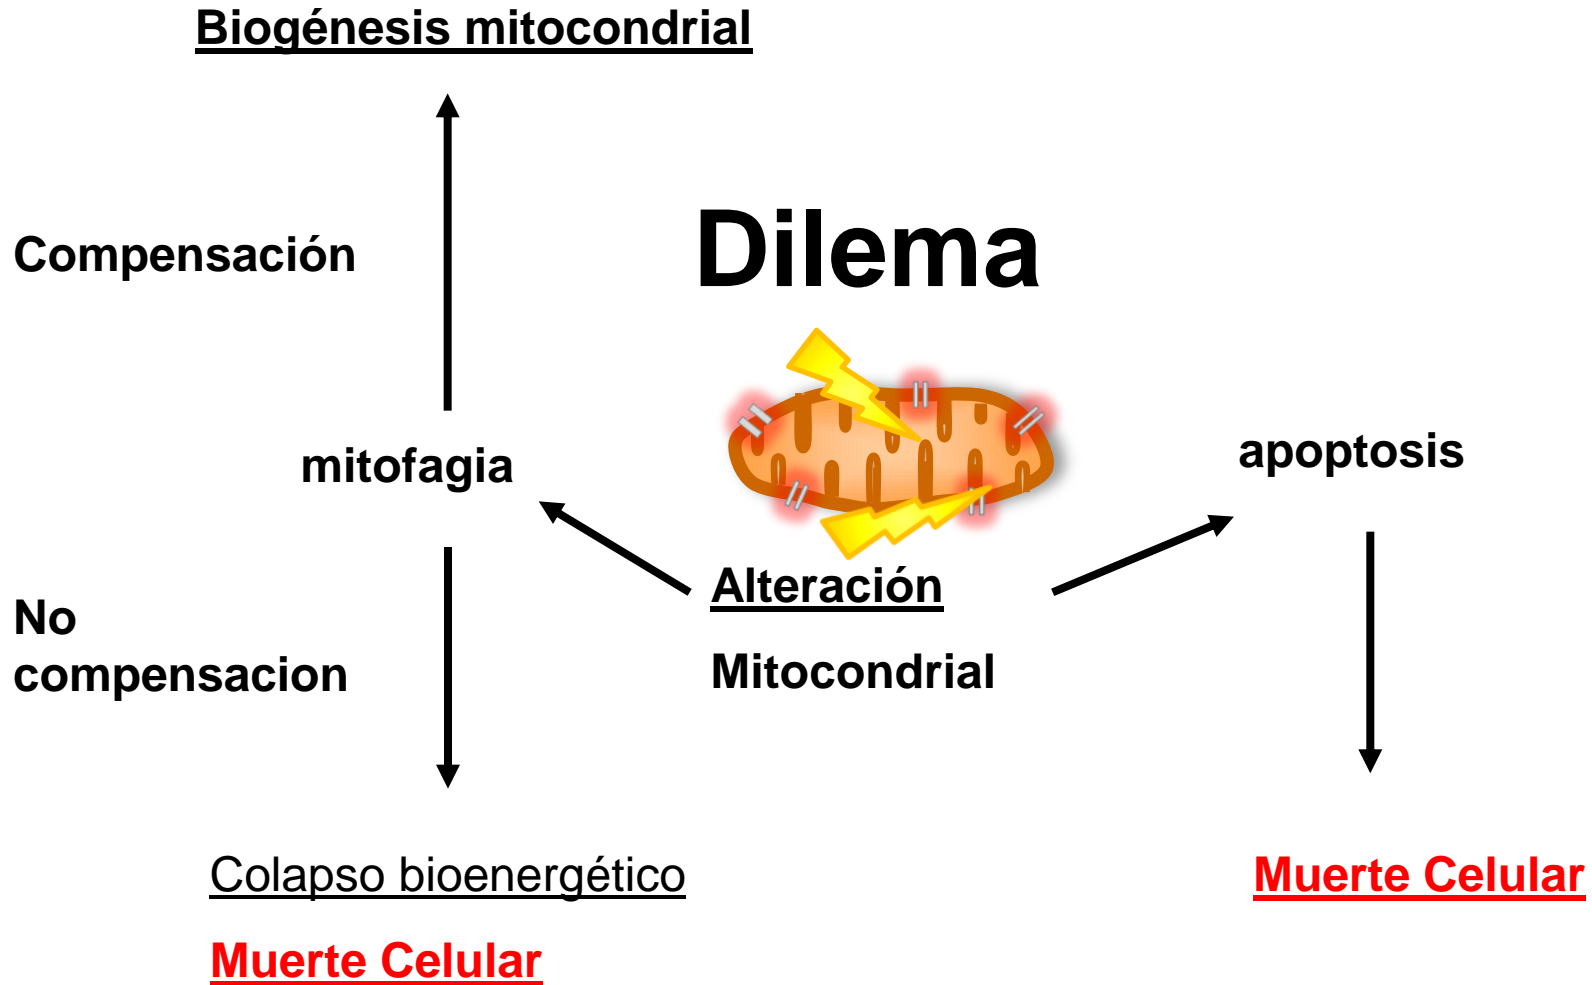 Biogénesis mitocondrial
Compensación
Dilema
mitofagia
apoptosis
Alteración
Mitocondrial
No
compensacion
Colapso bioenergético
Muerte Celular
Muerte Celular